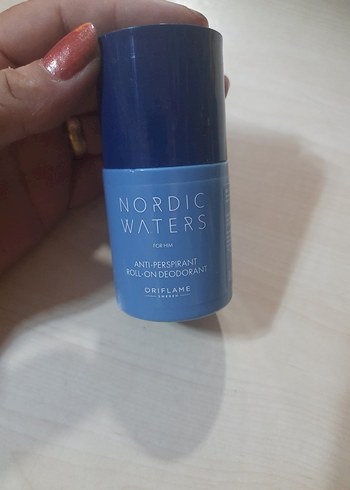 NORDIC
WATERS
FOR HIM
ANTI-PERSPIRANT
ROLL-ON DEODORANT
ORIFLAME
SWEDEN